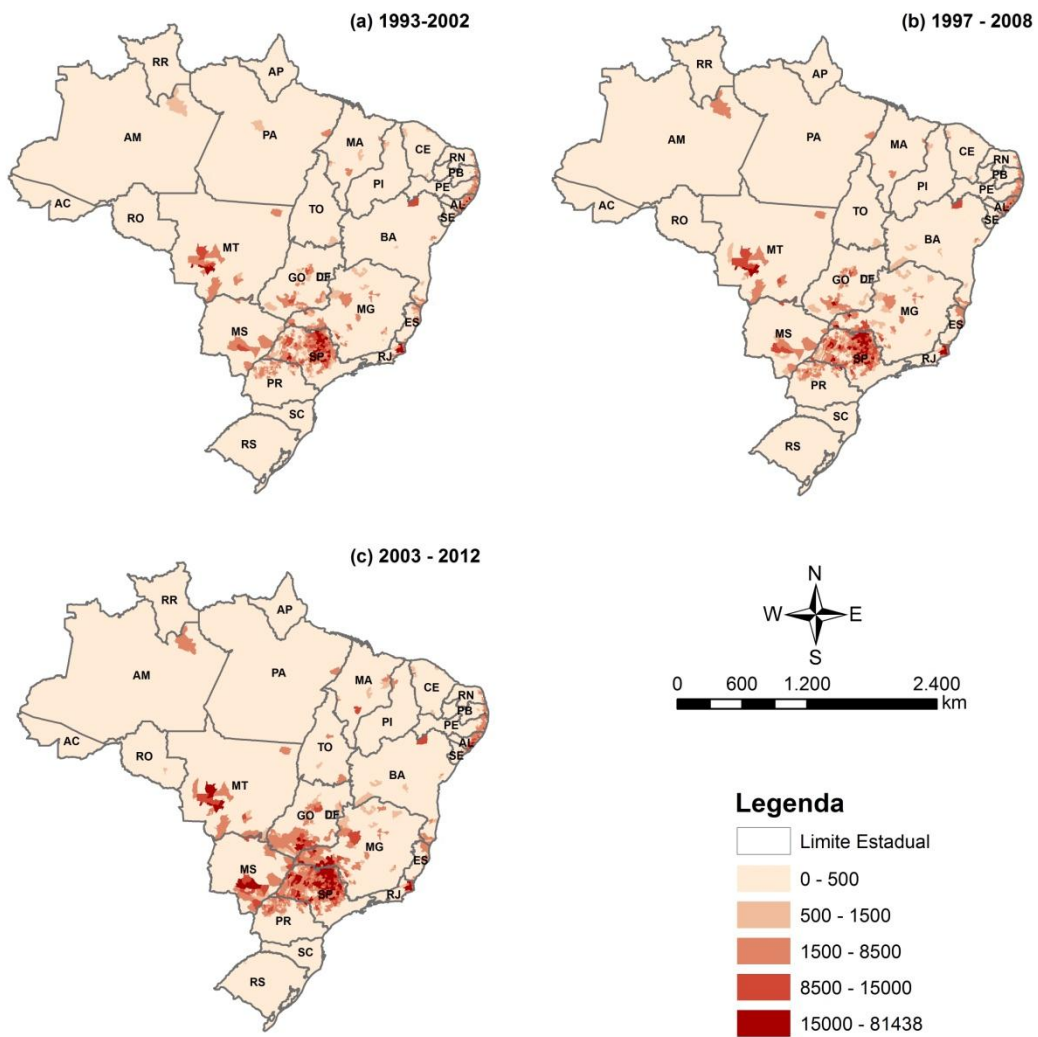 (a) 1993-2002
RR
AP
AM
PA
MA
CE
RN
PB
PE
AL
SE
PI
AC
RO
TO
BA
MT
GO
DF
MG
ES
MS
SP
RJ
PR
SC
RS
(b) 1997 - 2008
RR
AP
AM
PA
MA
CE
RN
PB
PE
AL
SE
PI
AC
RO
TO
BA
MT
GO
DF
MG
ES
MS
SP
RJ
PR
SC
RS
(c) 2003 - 2012
RR
AP
AM
PA
MA
CE
RN
PB
PE
AL
SE
PI
AC
RO
TO
BA
MT
GO
DF
MG
ES
MS
SP
RJ
PR
SC
RS
N
W E
S
0 600 1.200 2.400
km
Legenda
Limite Estadual
0 - 500
500 - 1500
1500 - 8500
8500 - 15000
15000 - 81438